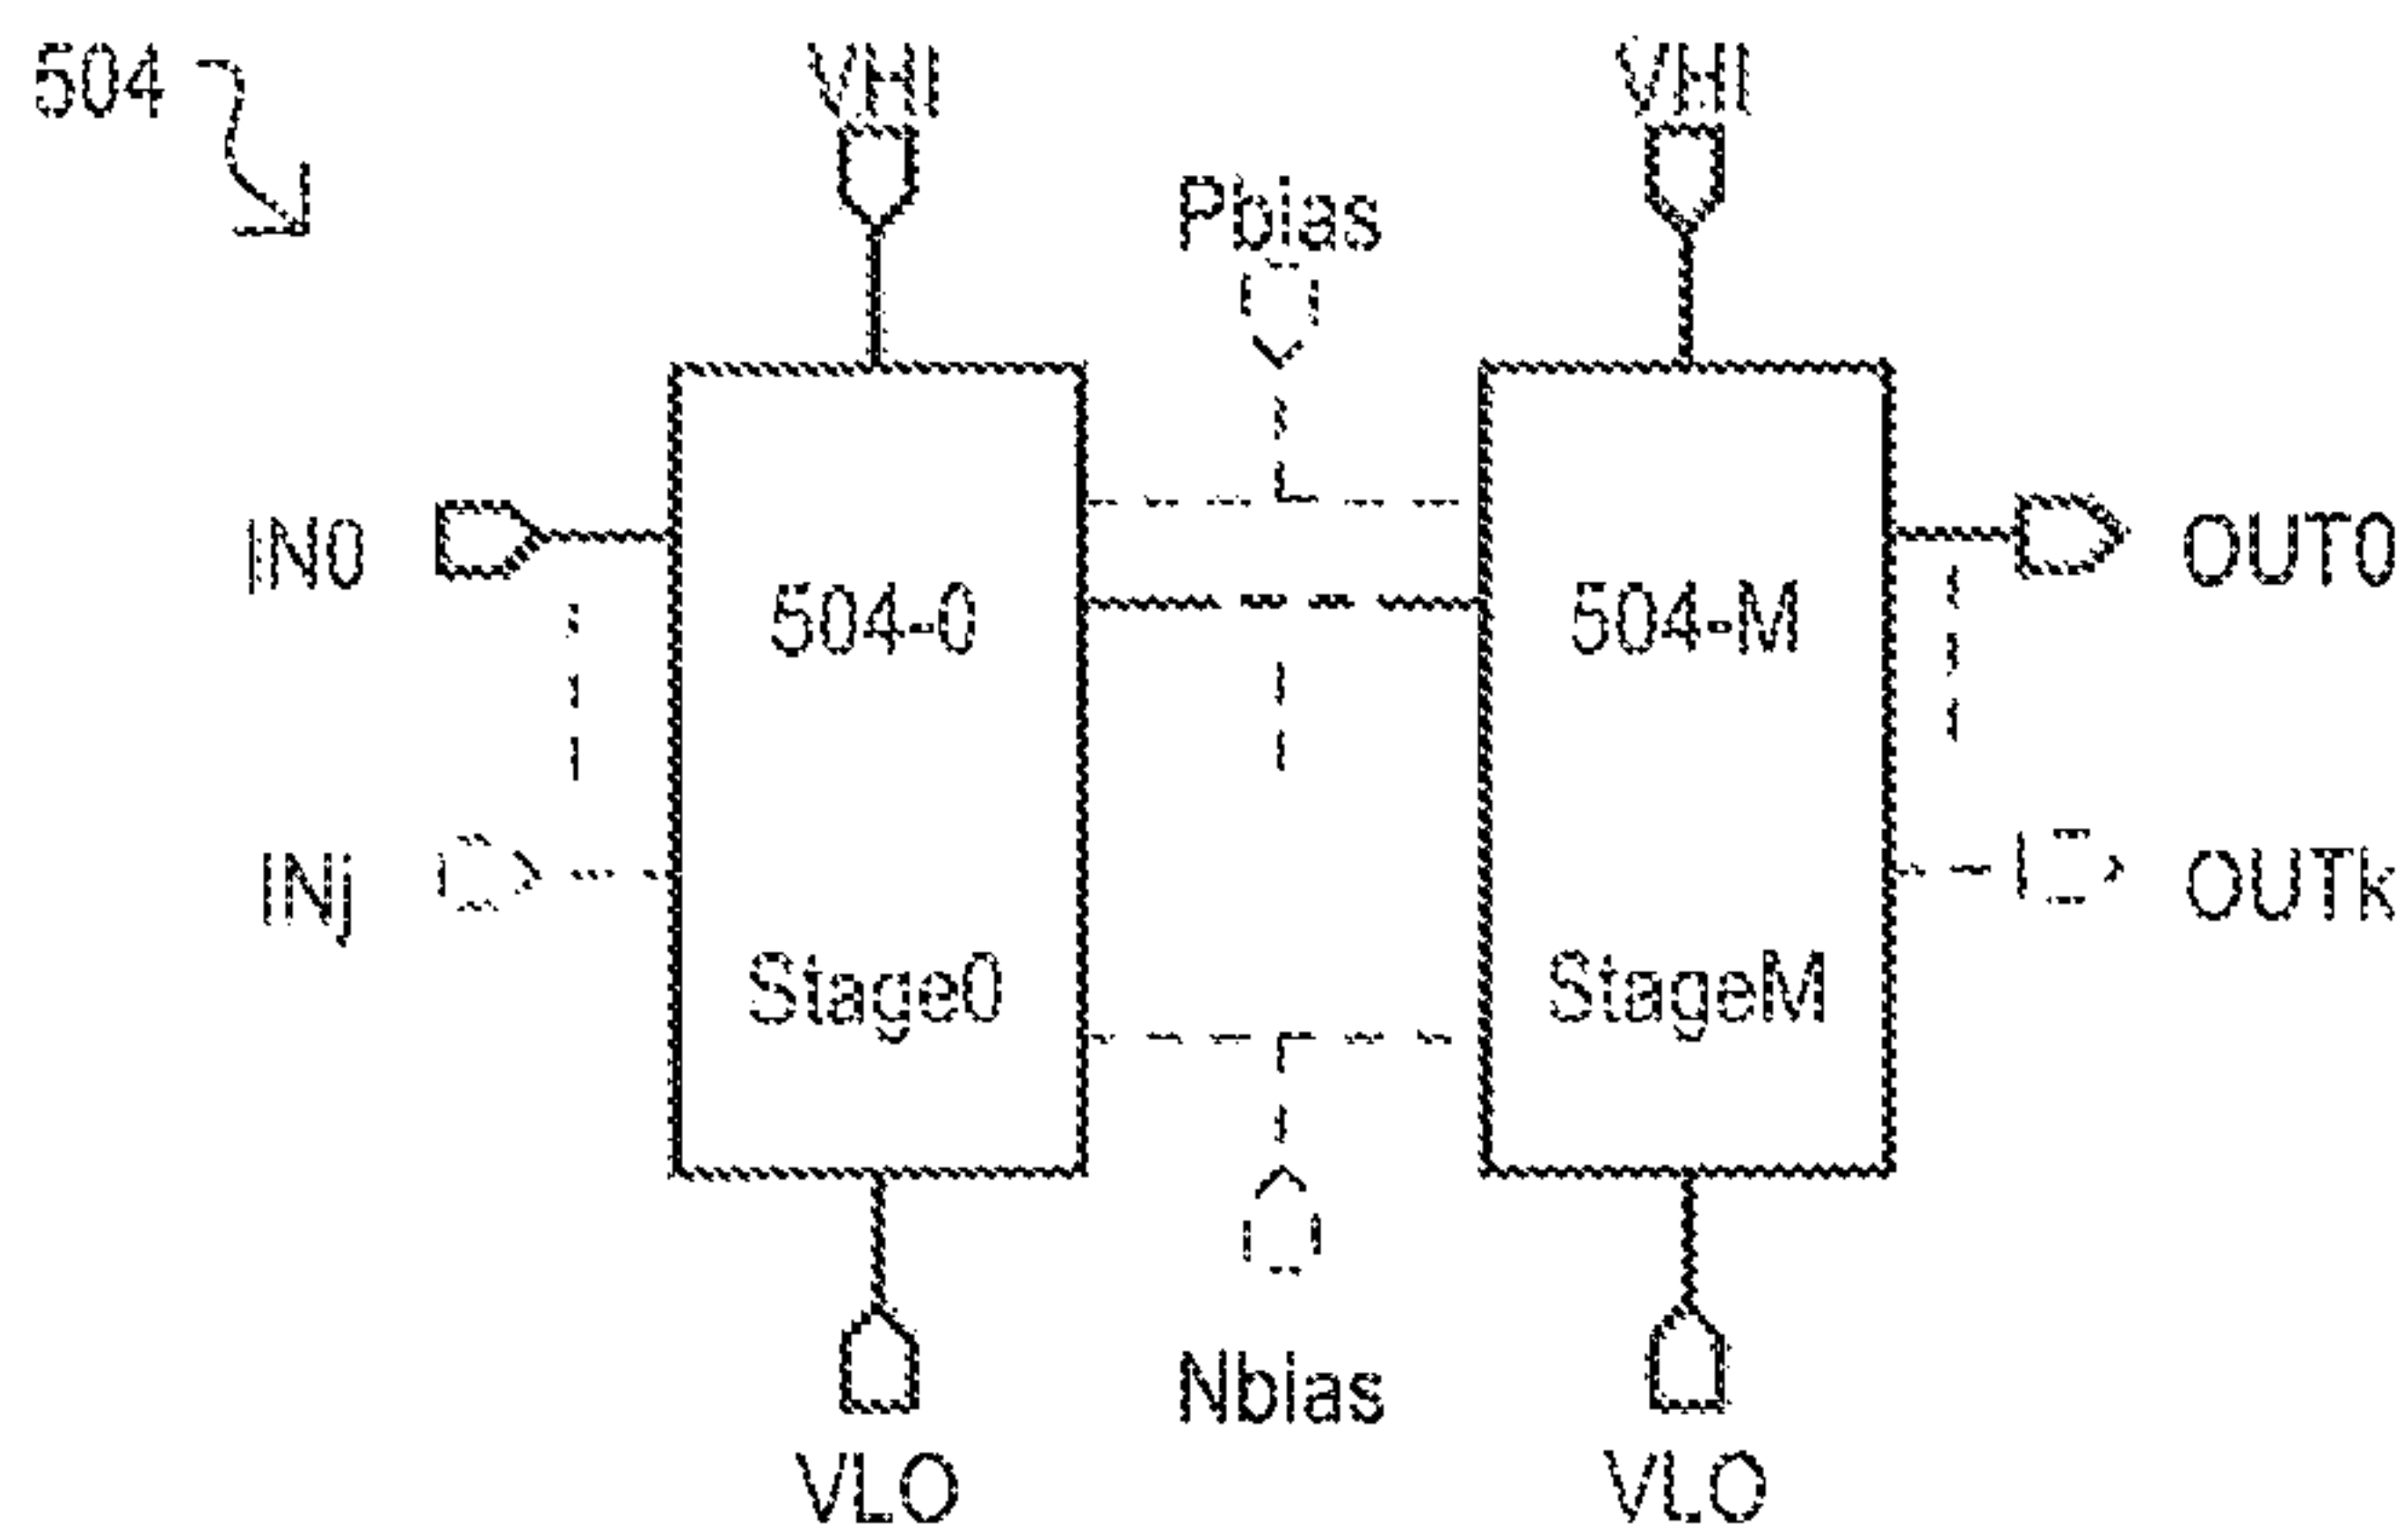 504
VHI
VHI
Pbias
IN0
504-0
504-M
OUT0
INj
OUTk
Stage0
StageM
Nbias
VLO
VLO